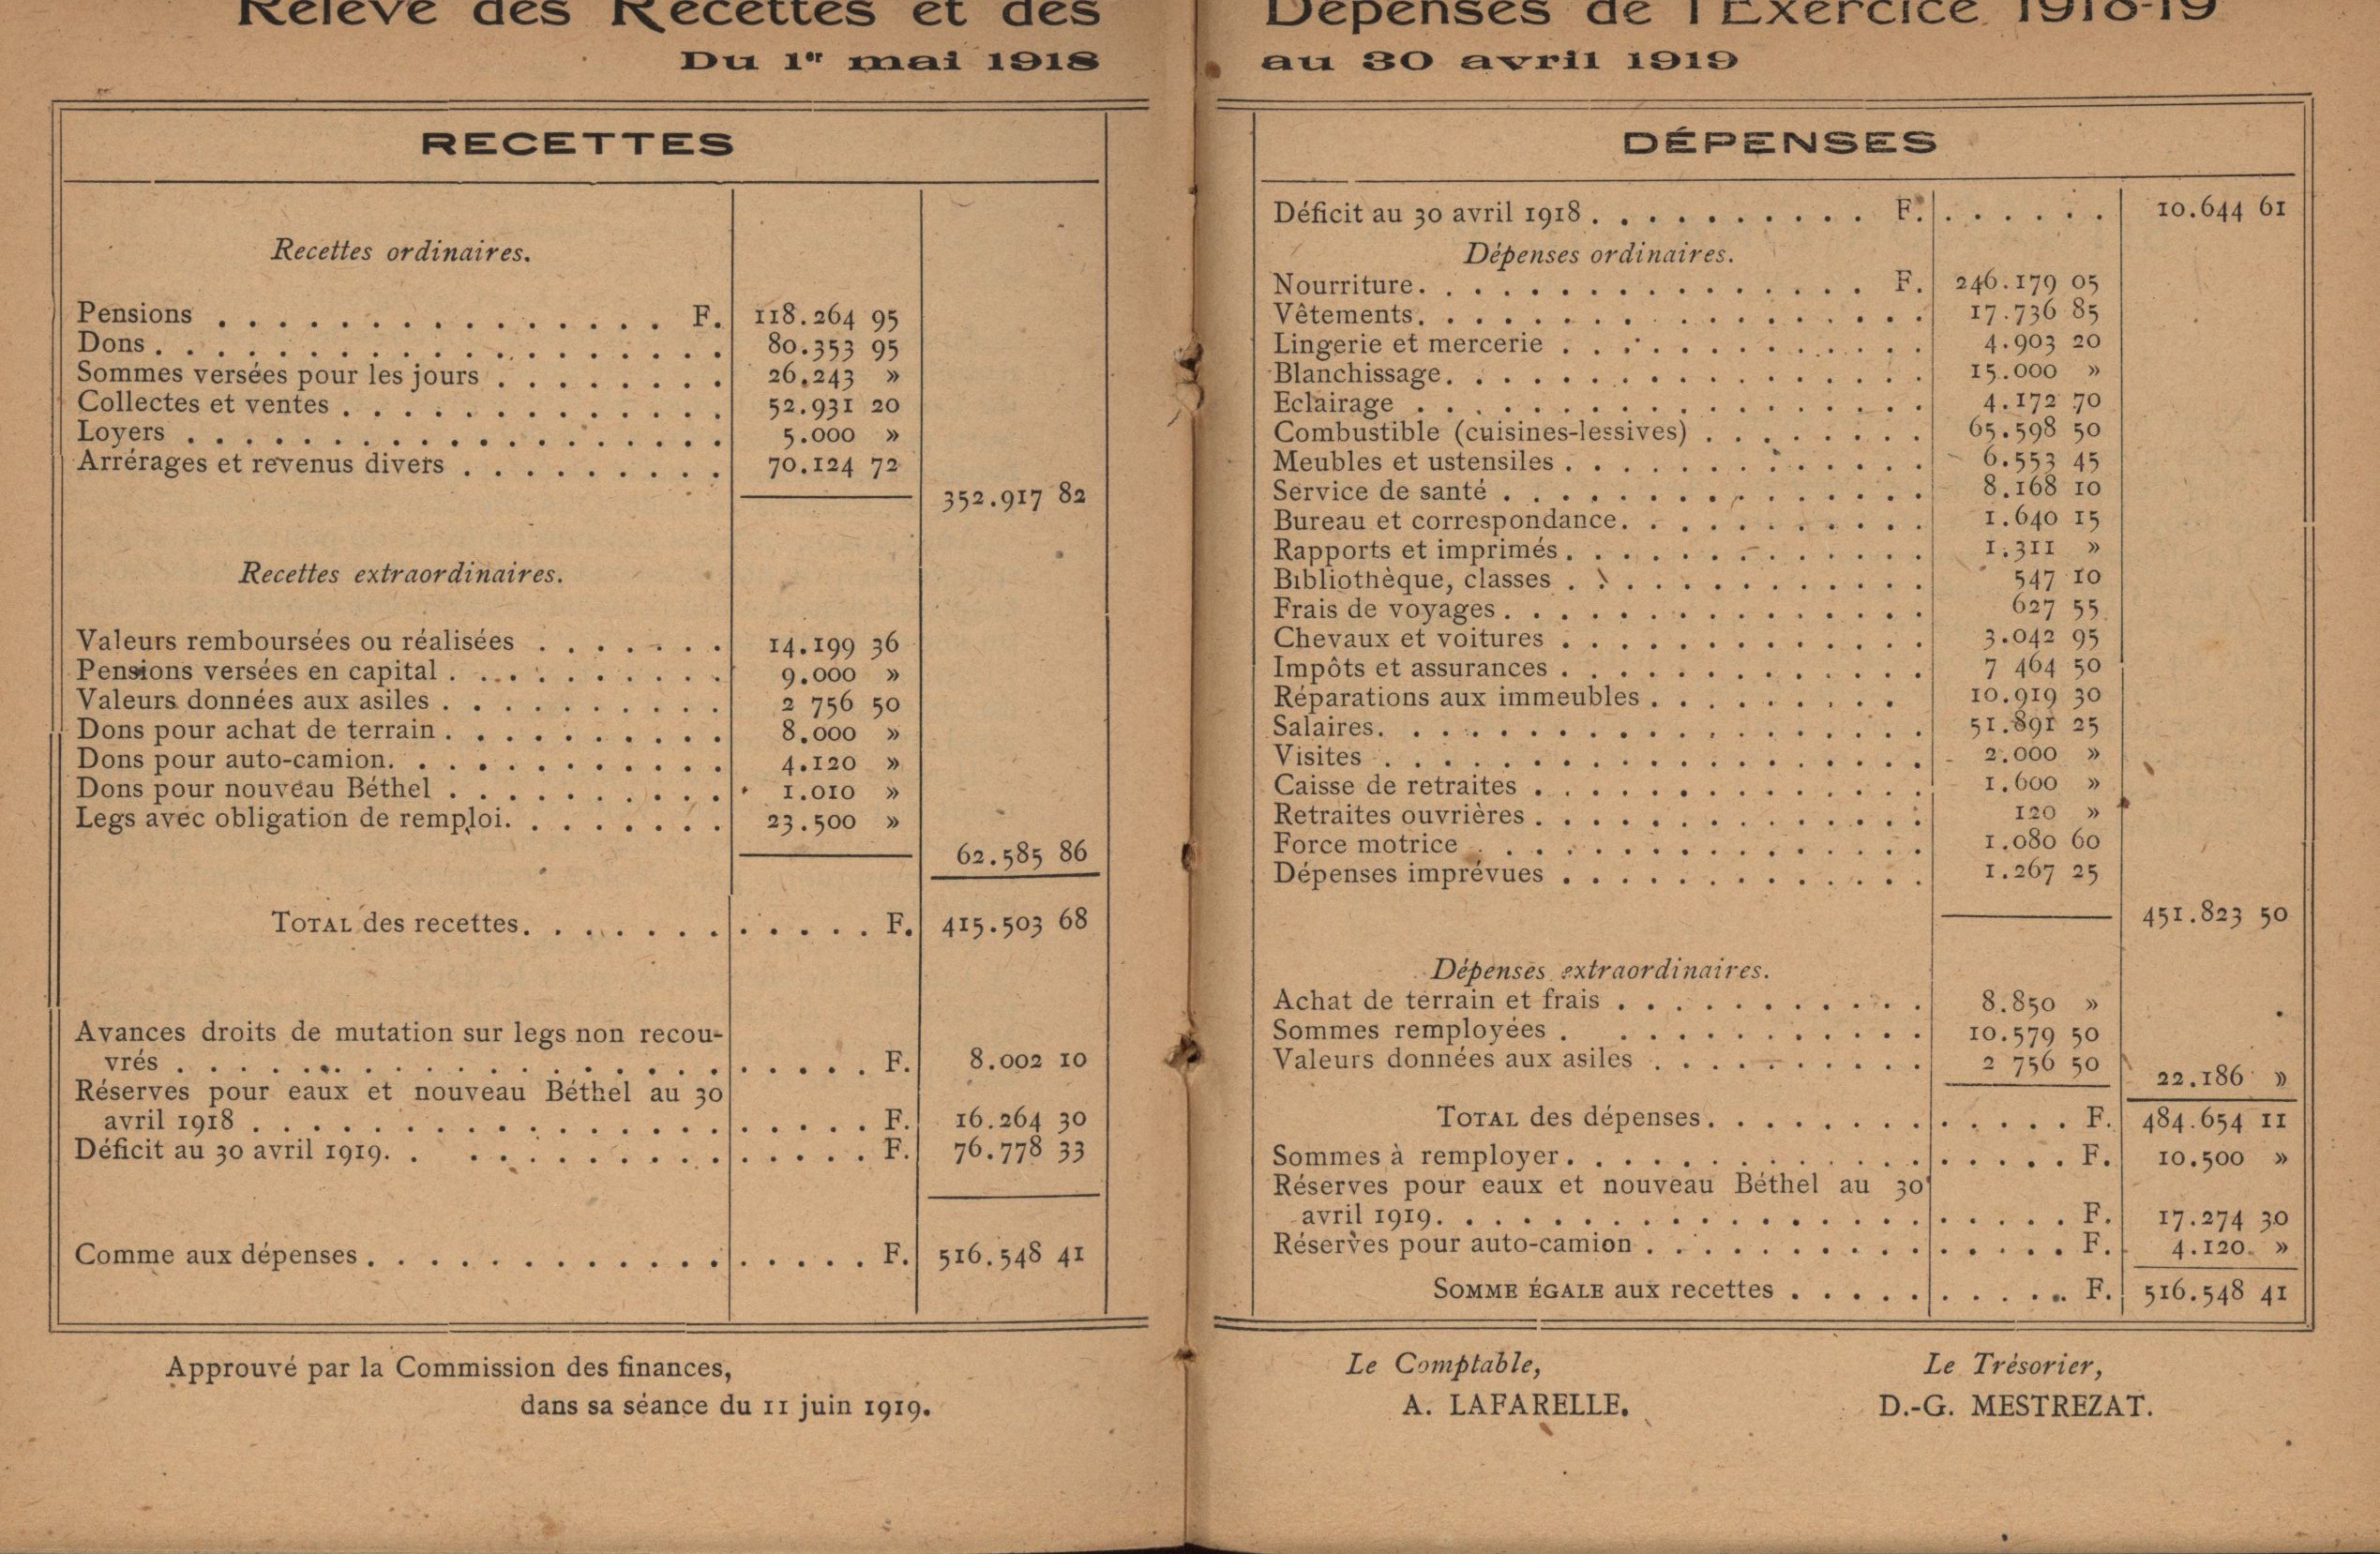 Relevé des Recettes et des
Du 1er mai 1918
RECETTES
Recettes ordinaires.
Pensions . . . . . . . . . . . . . . . . F. 118.264 95
Dons . . . . . . . . . . . . . . . . . . . 80.353 95
Sommes versées pour les jours . . . . . . . . 26.243 »
Collectes et ventes . . . . . . . . . . . . . 52.931 20
Loyers . . . . . . . . . . . . . . . . . . . 5.000 »
Arrérages et revenus divers . . . . . . . . . 70.124 72
352.917 82
Recettes extraordinaires.
Valeurs remboursées ou réalisées . . . . . . . 14.199 36
Pensions versées en capital . . . . . . . . . . 9.000 »
Valeurs données aux asiles . . . . . . . . . . 2 756 50
Dons pour achat de terrain . . . . . . . . . . 8.000 »
Dons pour auto-camion. . . . . . . . . . . . 4.120 »
Dons pour nouveau Béthel . . . . . . . . . . 1.010 »
Legs avec obligation de remploi. . . . . . . . 23.500 »
62.585 86
TOTAL des recettes. . . . . . . . . . . . . F. 415.503 68
Avances droits de mutation sur legs non recou-
vrés . . . . . . . . . . . . . . . . . . . F. 8.002 10
Réserves pour eaux et nouveau Béthel au 30
avril 1918 . . . . . . . . . . . . . . . . . F. 16.264 30
Déficit au 30 avril 1919. . . . . . . . . . . . . F. 76.778 33
Comme aux dépenses . . . . . . . . . . . . . . . F. 516.548 41
Approuvé par la Commission des finances,
dans sa séance du 11 juin 1919.
Dépenses de l'Exercice 1918-19
au 30 avril 1919
DÉPENSES
Déficit au 30 avril 1918 . . . . . . . . . . F. . . . . . . 10.644 61
Dépenses ordinaires.
Nourriture. . . . . . . . . . . . . . . . F. 246.179 05
Vêtements. . . . . . . . . . . . . . . . . 17.736 85
Lingerie et mercerie . . . . . . . . . . . . . 4.903 20
Blanchissage. . . . . . . . . . . . . . . . . 15.000 »
Eclairage . . . . . . . . . . . . . . . . . . 4.172 70
Combustible (cuisines-lessives) . . . . . . . . 65.598 50
Meubles et ustensiles . . . . . . . . . . . . . 6.553 45
Service de santé . . . . . . . . . . . . . . . 8.168 10
Bureau et correspondance. . . . . . . . . . . 1.640 15
Rapports et imprimés . . . . . . . . . . . . . 1.311 »
Bibliothèque, classes . . . . . . . . . . . . . 547 10
Frais de voyages . . . . . . . . . . . . . . . 627 55
Chevaux et voitures . . . . . . . . . . . . . 3.042 95
Impôts et assurances . . . . . . . . . . . . . 7 464 50
Réparations aux immeubles . . . . . . . . . 10.919 30
Salaires. . . . . . . . . . . . . . . . . . . 51.891 25
Visites . . . . . . . . . . . . . . . . . . . 2.000 »
Caisse de retraites . . . . . . . . . . . . . . 1.600 »
Retraites ouvrières . . . . . . . . . . . . . . 120 »
Force motrice . . . . . . . . . . . . . . . . 1.080 60
Dépenses imprévues . . . . . . . . . . . . . 1.267 25
451.823 50
Dépenses extraordinaires.
Achat de terrain et frais . . . . . . . . . . . 8.850 »
Sommes remployées . . . . . . . . . . . . 10.579 50
Valeurs données aux asiles . . . . . . . . . . 2 756 50
22.186 »
TOTAL des dépenses. . . . . . . . . . . . . F. 484.654 11
Sommes à remployer. . . . . . . . . . . . . . . F. 10.500 »
Réserves pour eaux et nouveau Béthel au 30
avril 1919. . . . . . . . . . . . . . . . . . . F. 17.274 30
Réserves pour auto-camion . . . . . . . . . . . . . F. 4.120 »
SOMME ÉGALE aux recettes . . . . . . . . . . F. 516.548 41
Le Comptable,
A. LAFARELLE.
Le Trésorier,
D.-G. MESTREZAT.